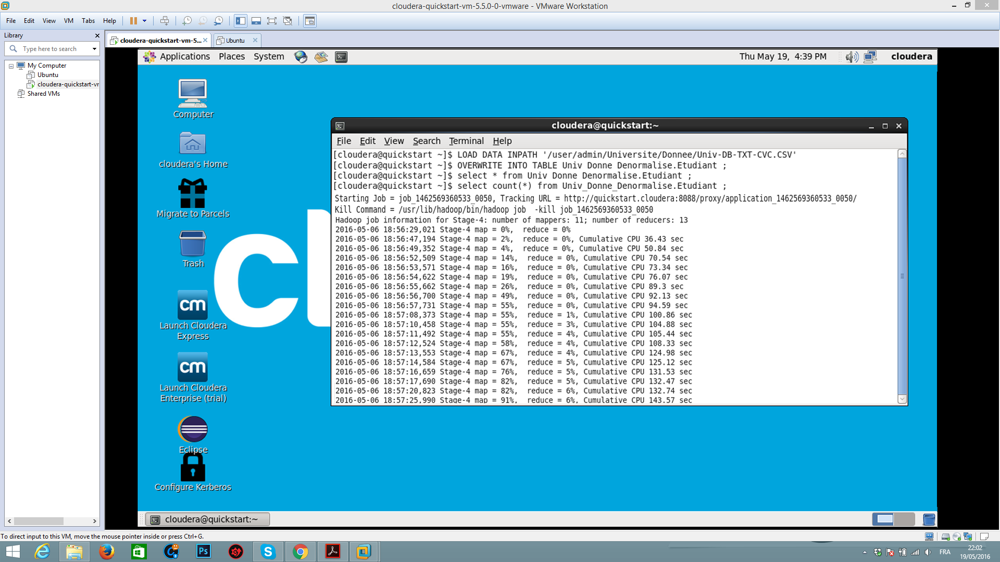 cloudera-quickstart-vm-5.5.0-0-vmware - VMware Workstation
File Edit View VM Tabs Help
Library
Type here to search
My Computer
Ubuntu
cloudera-quickstart-vr
Shared VMs
cloudera-quickstart-vm-5...
Ubuntu
Applications Places System
Thu May 19, 4:39 PM
cloudera
Computer
cloudera's Home
Migrate to Parcels
Trash
Launch Cloudera
Express
Launch Cloudera
Enterprise (trial)
Eclipse
Configure Kerberos
cm
cm
cl
cloudera@quickstart:~
File Edit View Search Terminal Help
[cloudera@quickstart ~]$ LOAD DATA INPATH '/user/admin/Universite/Donnee/Univ-DB-TXT-CVC.CSV'
[cloudera@quickstart ~]$ OVERWRITE INTO TABLE Univ Donne Denormalise.Etudiant ;
[cloudera@quickstart ~]$ select * from Univ Donne Denormalise.Etudiant ;
[cloudera@quickstart ~]$ select count(*) from Univ_Donne_Denormalise.Etudiant ;
Starting Job = job_1462569360533_0050, Tracking URL = http://quickstart.cloudera:8088/proxy/application_1462569360533_0050/
Kill Command = /usr/lib/hadoop/bin/hadoop job  -kill job_1462569360533_0050
Hadoop job information for Stage-4: number of mappers: 11; number of reducers: 13
2016-05-06 18:56:29,021 Stage-4 map = 0%,  reduce = 0%
2016-05-06 18:56:47,194 Stage-4 map = 2%,  reduce = 0%, Cumulative CPU 36.43 sec
2016-05-06 18:56:49,352 Stage-4 map = 4%,  reduce = 0%, Cumulative CPU 50.84 sec
2016-05-06 18:56:52,509 Stage-4 map = 14%,  reduce = 0%, Cumulative CPU 70.54 sec
2016-05-06 18:56:53,571 Stage-4 map = 16%,  reduce = 0%, Cumulative CPU 73.34 sec
2016-05-06 18:56:54,622 Stage-4 map = 19%,  reduce = 0%, Cumulative CPU 76.07 sec
2016-05-06 18:56:55,662 Stage-4 map = 26%,  reduce = 0%, Cumulative CPU 89.3 sec
2016-05-06 18:56:56,700 Stage-4 map = 49%,  reduce = 0%, Cumulative CPU 92.13 sec
2016-05-06 18:56:57,731 Stage-4 map = 55%,  reduce = 0%, Cumulative CPU 94.59 sec
2016-05-06 18:57:08,373 Stage-4 map = 55%,  reduce = 1%, Cumulative CPU 100.86 sec
2016-05-06 18:57:10,458 Stage-4 map = 55%,  reduce = 3%, Cumulative CPU 104.88 sec
2016-05-06 18:57:11,492 Stage-4 map = 55%,  reduce = 4%, Cumulative CPU 105.44 sec
2016-05-06 18:57:12,524 Stage-4 map = 58%,  reduce = 4%, Cumulative CPU 108.33 sec
2016-05-06 18:57:13,553 Stage-4 map = 67%,  reduce = 4%, Cumulative CPU 124.98 sec
2016-05-06 18:57:14,584 Stage-4 map = 67%,  reduce = 5%, Cumulative CPU 125.12 sec
2016-05-06 18:57:16,659 Stage-4 map = 76%,  reduce = 5%, Cumulative CPU 131.53 sec
2016-05-06 18:57:17,690 Stage-4 map = 82%,  reduce = 5%, Cumulative CPU 132.47 sec
2016-05-06 18:57:20,823 Stage-4 map = 82%,  reduce = 6%, Cumulative CPU 132.74 sec
2016-05-06 18:57:25,990 Stage-4 map = 91%,  reduce = 6%, Cumulative CPU 143.57 sec
cloudera@quickstart:~
To direct input to this VM, move the mouse pointer inside or press Ctrl+G.
Ps
FRA
22:02
19/05/2016